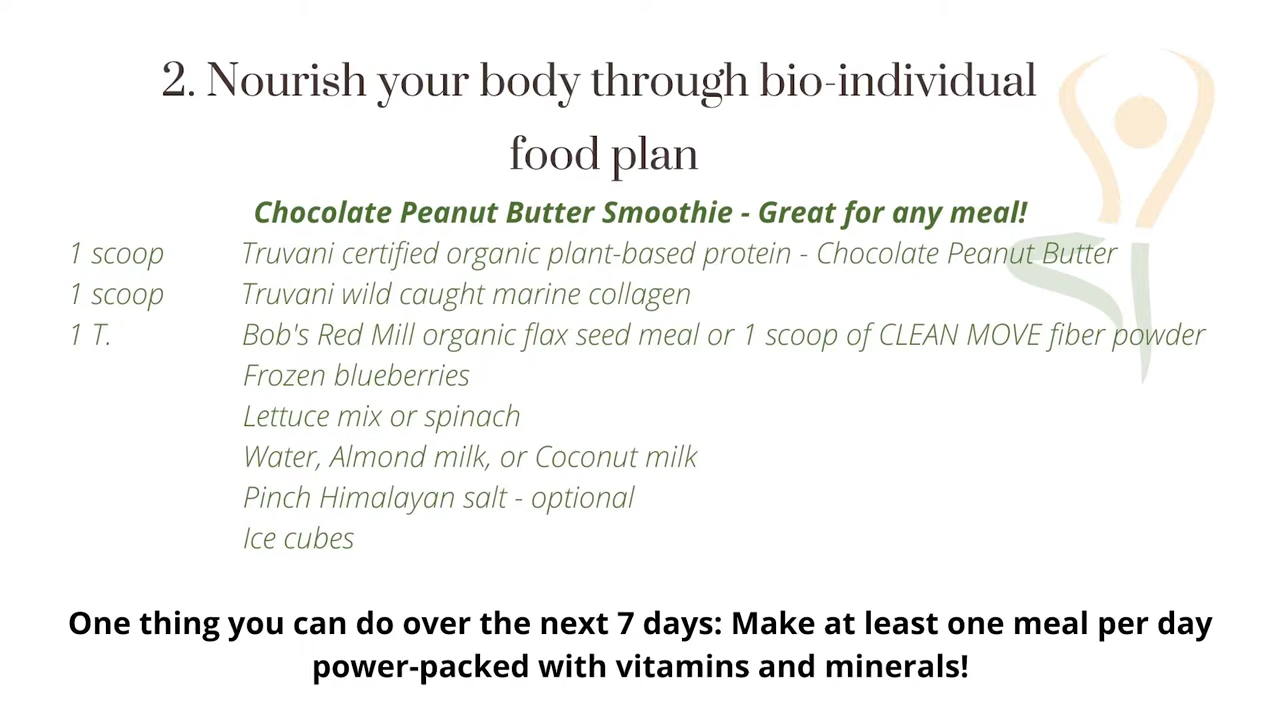 2. Nourish your body through bio-individual
food plan
Chocolate Peanut Butter Smoothie - Great for any meal!
1 scoop Truvani certified organic plant-based protein - Chocolate Peanut Butter
1 scoop Truvani wild caught marine collagen
1 T. Bob's Red Mill organic flax seed meal or 1 scoop of CLEAN MOVE fiber powder
Frozen blueberries
Lettuce mix or spinach
Water, Almond milk, or Coconut milk
Pinch Himalayan salt - optional
Ice cubes
One thing you can do over the next 7 days: Make at least one meal per day
power-packed with vitamins and minerals!